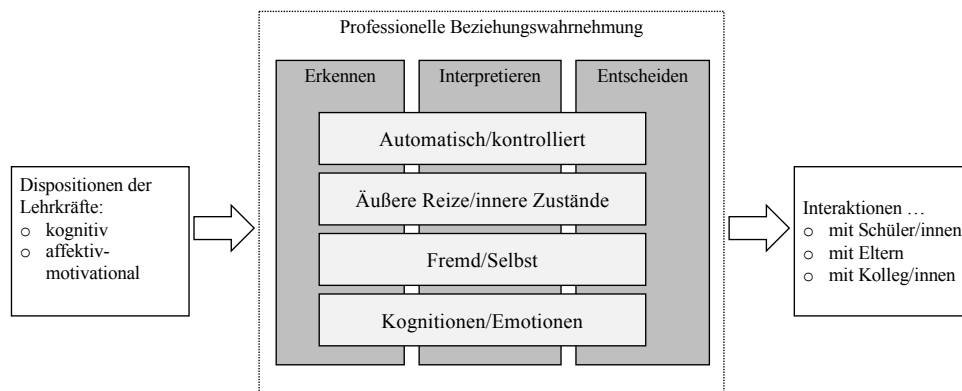 Professionelle Beziehungswahrnehmung
Erkennen
Interpretieren
Entscheiden
Automatisch/kontrolliert
Äußere Reize/innere Zustände
Fremd/Selbst
Kognitionen/Emotionen
Dispositionen der
Lehrkräfte:
o kognitiv
o affektiv-
motivational
Interaktionen …
o mit Schüler/innen
o mit Eltern
o mit Kolleg/innen